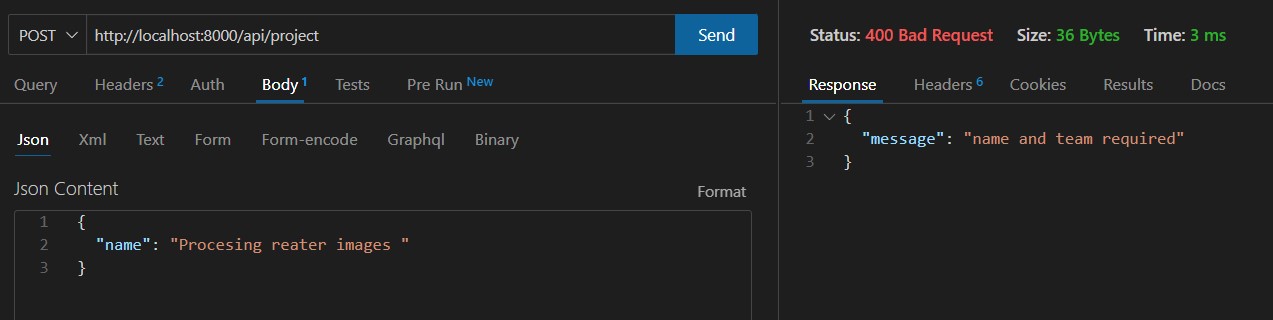 POST http://localhost:8000/api/project Send
Query Headers 2 Auth Body 1 Tests Pre Run New
Json Xml Text Form Form-encode Graphql Binary
Json Content Format
1 {
2 "name": "Procesing reater images "
3 }
Status: 400 Bad Request Size: 36 Bytes Time: 3 ms
Response Headers 6 Cookies Results Docs
1 {
2 "message": "name and team required"
3 }